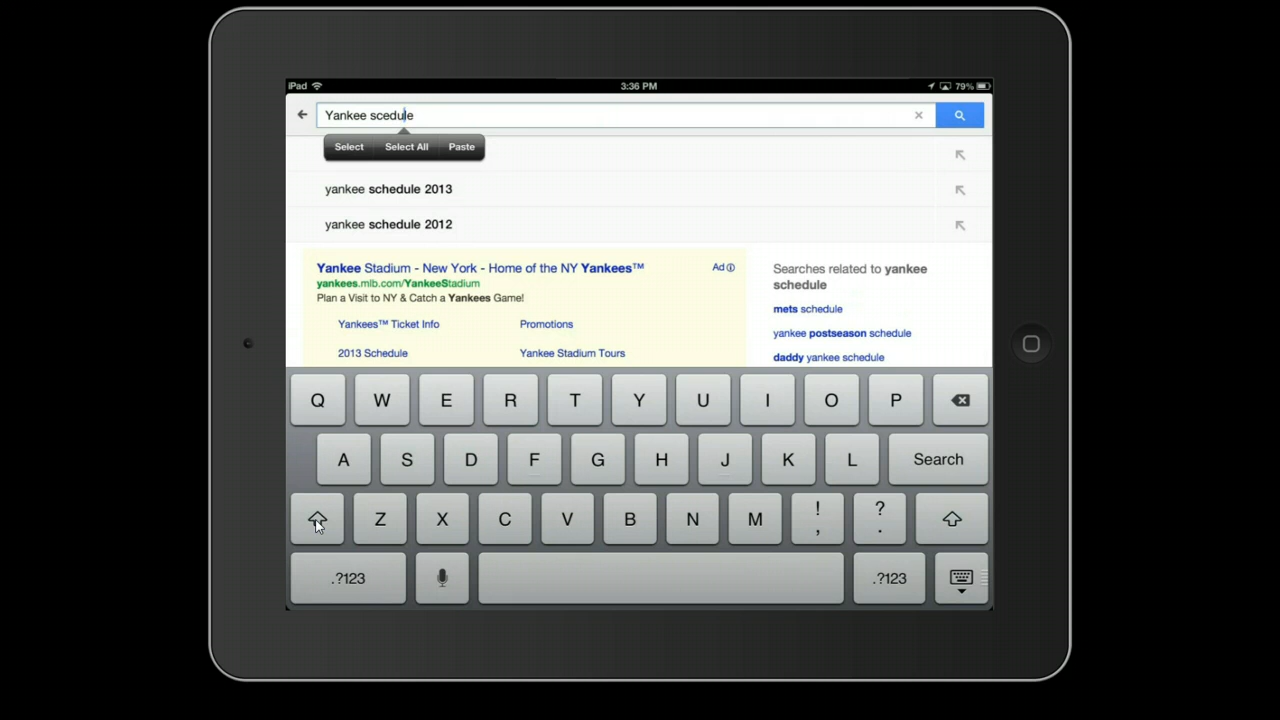 iPad 3:36 PM 79%
Yankee scedule ×
Select Select All Paste
yankee schedule 2013
yankee schedule 2012
Yankee Stadium - New York - Home of the NY Yankees™ Ad
yankees.mlb.com/YankeeStadium
Plan a Visit to NY & Catch a Yankees Game!
Yankees™ Ticket Info Promotions
2013 Schedule Yankee Stadium Tours
Searches related to yankee
schedule
mets schedule
yankee postseason schedule
daddy yankee schedule
Q W E R T Y U I O P
A S D F G H J K L Search
Z X C V B N M ! , ? .
.?123 .?123